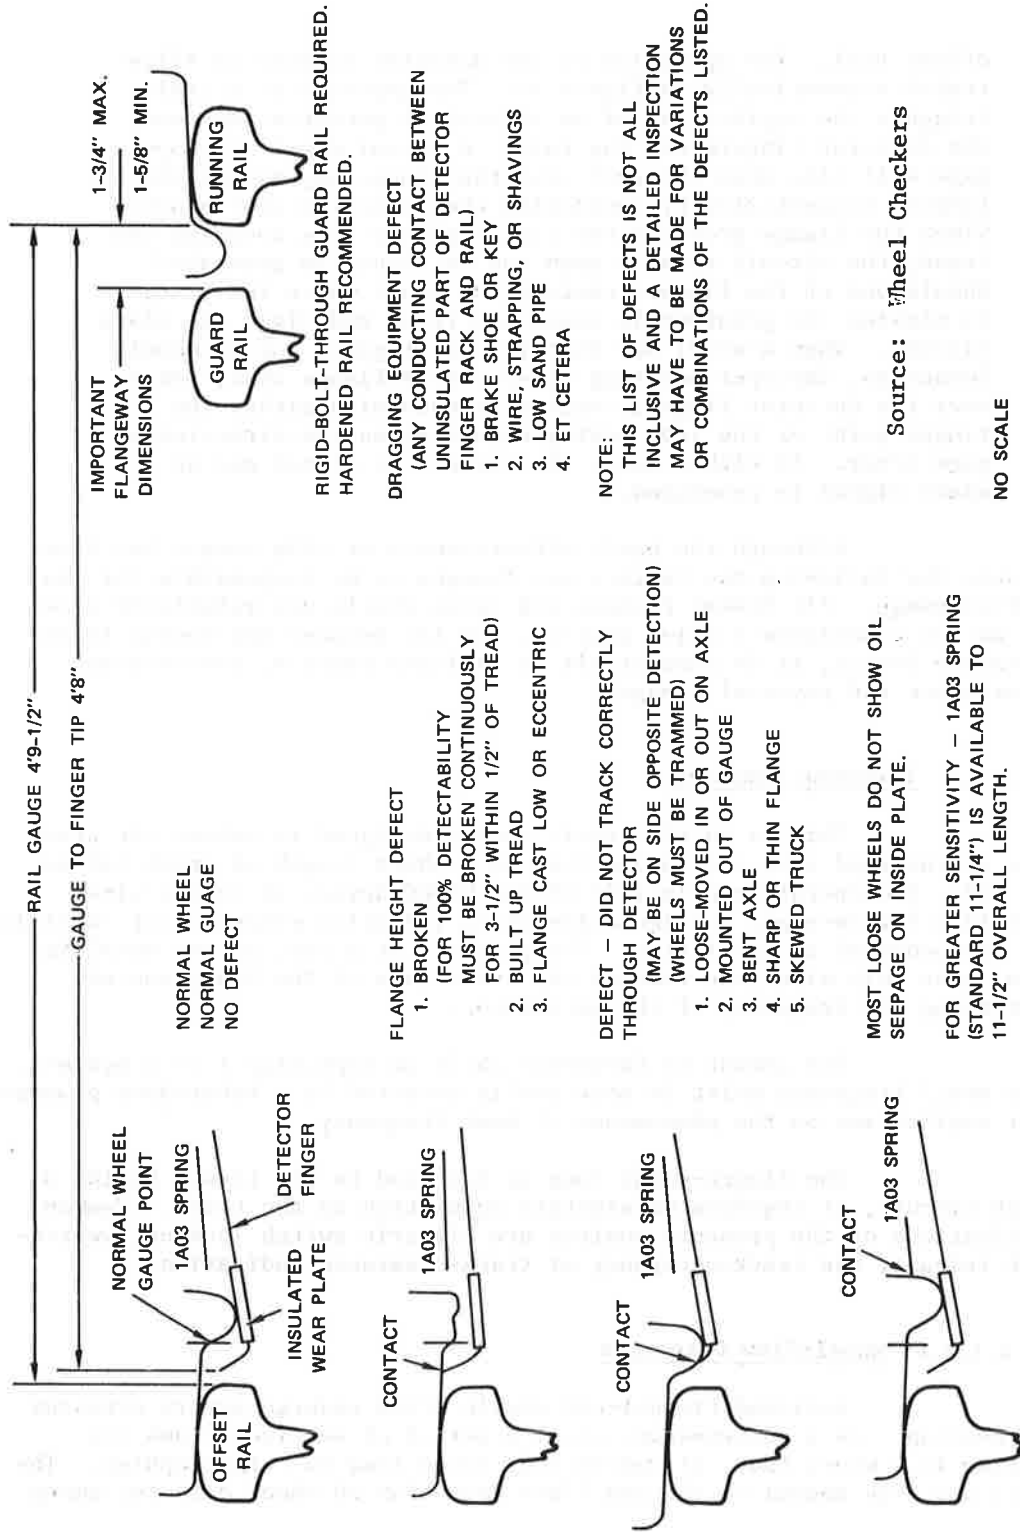 RAIL GAUGE 4'9-1/2"
GAUGE TO FINGER TIP 4'8"
NORMAL WHEEL
GAUGE POINT
1A03 SPRING
DETECTOR
FINGER
INSULATED
WEAR PLATE
OFFSET
RAIL
NORMAL WHEEL
NORMAL GUAGE
NO DEFECT
IMPORTANT
FLANGEWAY
DIMENSIONS
1-3/4" MAX.
1-5/8" MIN.
GUARD
RAIL
RUNNING
RAIL
RIGID-BOLT-THROUGH GUARD RAIL REQUIRED.
HARDENED RAIL RECOMMENDED.
CONTACT
1A03 SPRING
FLANGE HEIGHT DEFECT
1. BROKEN
(FOR 100% DETECTABILITY
MUST BE BROKEN CONTINUOUSLY
FOR 3-1/2" WITHIN 1/2" OF TREAD)
2. BUILT UP TREAD
3. FLANGE CAST LOW OR ECCENTRIC
DRAGGING EQUIPMENT DEFECT
(ANY CONDUCTING CONTACT BETWEEN
UNINSULATED PART OF DETECTOR
FINGER RACK AND RAIL)
1. BRAKE SHOE OR KEY
2. WIRE, STRAPPING, OR SHAVINGS
3. LOW SAND PIPE
4. ET CETERA
CONTACT
1A03 SPRING
DEFECT – DID NOT TRACK CORRECTLY
THROUGH DETECTOR
(MAY BE ON SIDE OPPOSITE DETECTION)
(WHEELS MUST BE TRAMMED)
1. LOOSE-MOVED IN OR OUT ON AXLE
2. MOUNTED OUT OF GAUGE
3. BENT AXLE
4. SHARP OR THIN FLANGE
5. SKEWED TRUCK
NOTE:
THIS LIST OF DEFECTS IS NOT ALL
INCLUSIVE AND A DETAILED INSPECTION
MAY HAVE TO BE MADE FOR VARIATIONS
OR COMBINATIONS OF THE DEFECTS LISTED.
CONTACT
1A03 SPRING
MOST LOOSE WHEELS DO NOT SHOW OIL
SEEPAGE ON INSIDE PLATE.
FOR GREATER SENSITIVITY – 1A03 SPRING
(STANDARD 11-1/4") IS AVAILABLE TO
11-1/2" OVERALL LENGTH.
Source: Wheel Checkers
NO SCALE